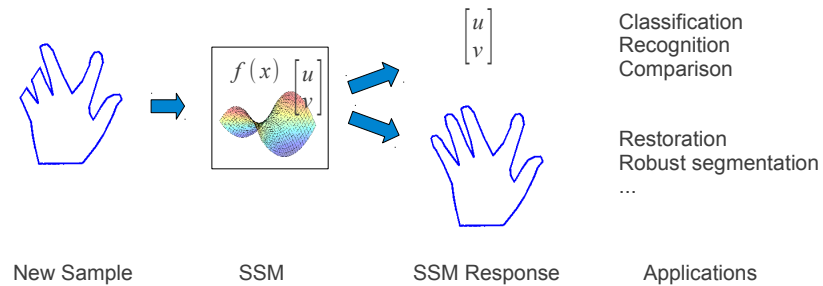 [u
v]
Classification
Recognition
Comparison
f(x) [u
v]
Restoration
Robust segmentation
...
New Sample SSM SSM Response Applications